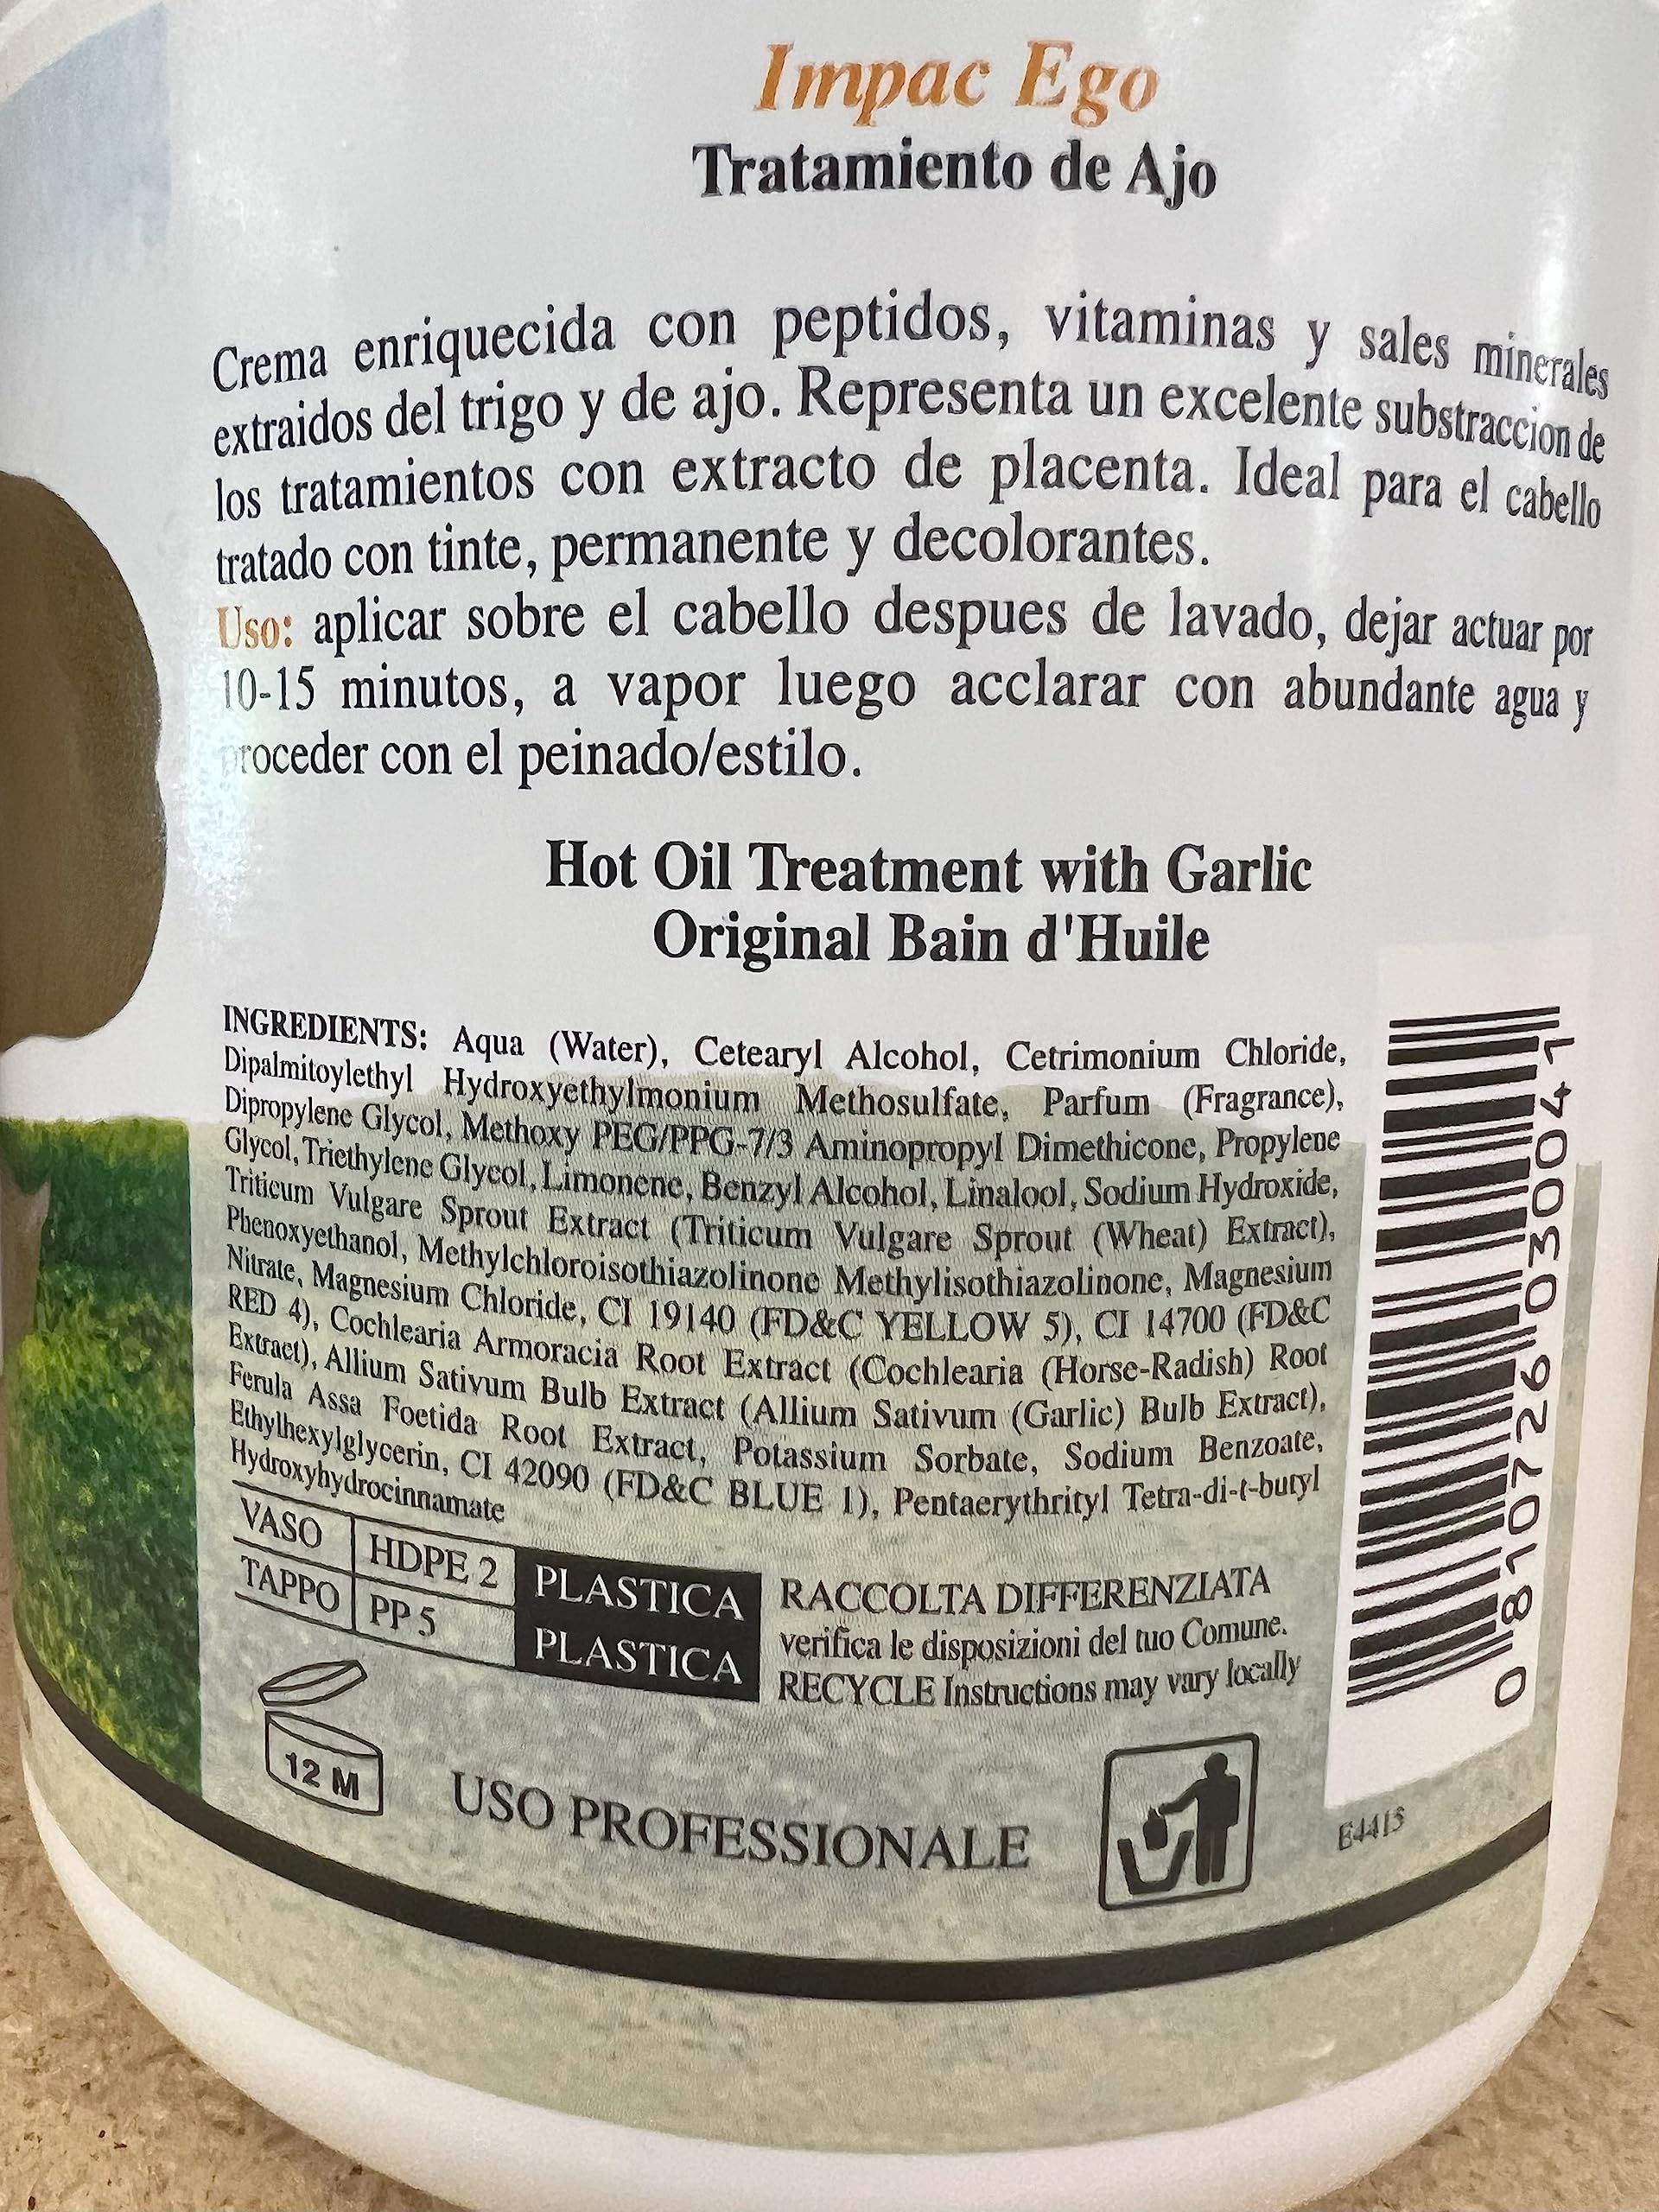 Impac Ego
Tratamiento de Ajo
Crema enriquecida con peptidos, vitaminas y sales minerales
extraidos del trigo y de ajo. Representa un excelente substraccion de
los tratamientos con extracto de placenta. Ideal para el cabello
tratado con tinte, permanente y decolorantes.
Uso: aplicar sobre el cabello despues de lavado, dejar actuar por
10-15 minutos, a vapor luego acclarar con abundante agua y
proceder con el peinado/estilo.
Hot Oil Treatment with Garlic
Original Bain d'Huile
INGREDIENTS: Aqua (Water), Cetearyl Alcohol, Cetrimonium Chloride,
Dipalmitoylethyl Hydroxyethylmonium Methosulfate, Parfum (Fragrance),
Dipropylene Glycol, Methoxy PEG/PPG-7/3 Aminopropyl Dimethicone, Propylene
Glycol, Triethylene Glycol, Limonene, Benzyl Alcohol, Linalool, Sodium Hydroxide,
Triticum Vulgare Sprout Extract (Triticum Vulgare Sprout (Wheat) Extract),
Phenoxyethanol, Methylchloroisothiazolinone Methylisothiazolinone, Magnesium
Nitrate, Magnesium Chloride, CI 19140 (FD&C YELLOW 5), CI 14700 (FD&C
RED 4), Cochlearia Armoracia Root Extract (Cochlearia (Horse-Radish) Root
Extract), Allium Sativum Bulb Extract (Allium Sativum (Garlic) Bulb Extract),
Ferula Assa Foetida Root Extract, Potassium Sorbate, Sodium Benzoate,
Ethylhexylglycerin, CI 42090 (FD&C BLUE 1), Pentaerythrityl Tetra-di-t-butyl
Hydroxyhydrocinnamate
VASO HDPE 2 PLASTICA
TAPPO PP 5 PLASTICA
RACCOLTA DIFFERENZIATA
verifica le disposizioni del tuo Comune.
RECYCLE Instructions may vary locally
12 M
USO PROFESSIONALE
E4415
0 810726 030041